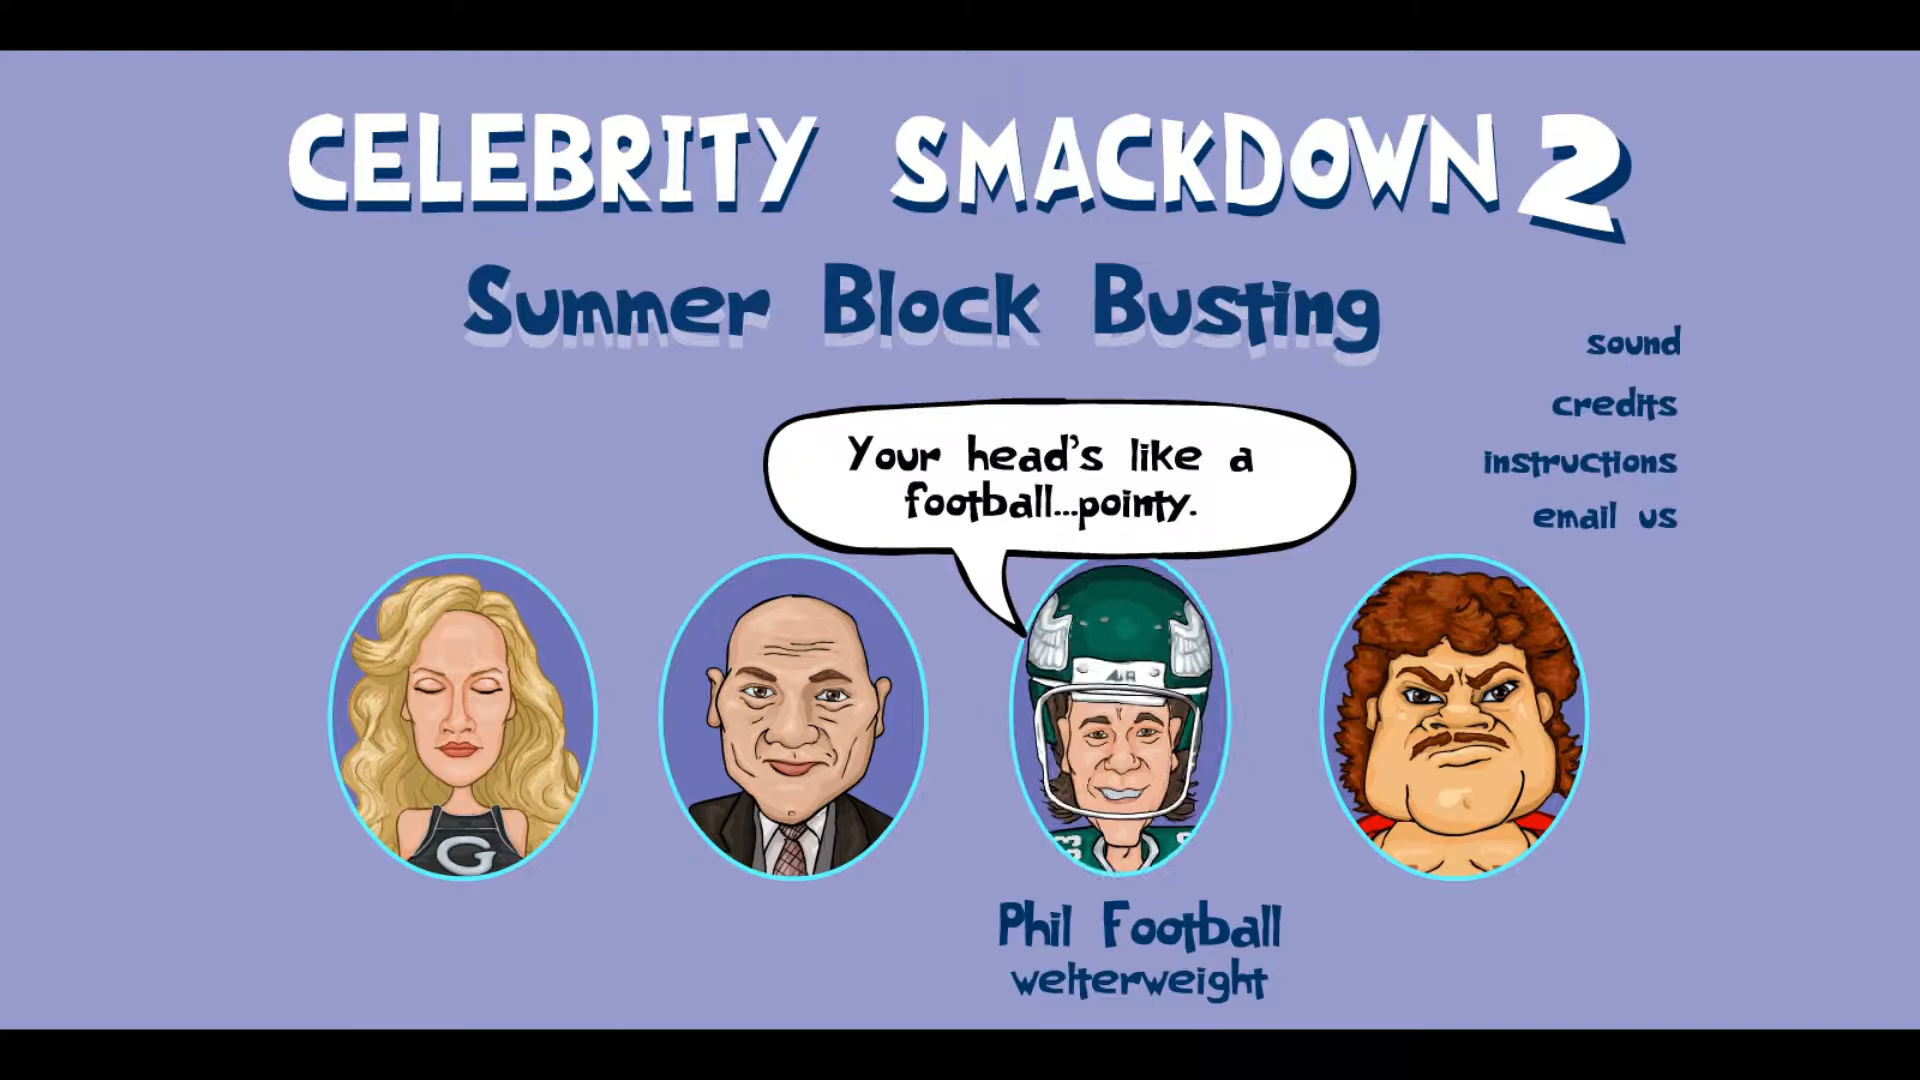 CELEBRITY SMACKDOWN 2
Summer Block Busting
sound
credits
instructions
email us
Your head's like a
football...pointy.
G
83
Phil Football
welterweight